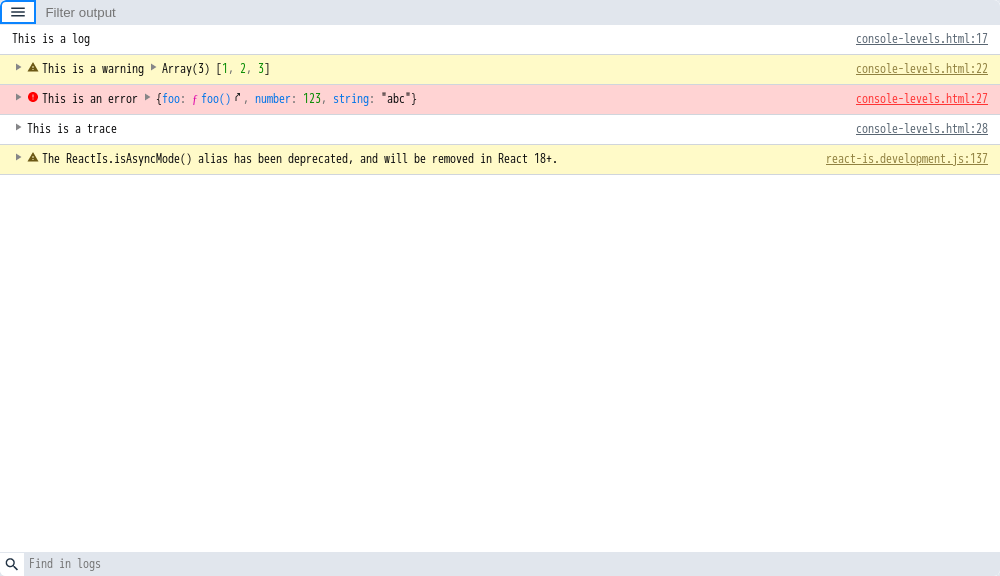 Filter output
This is a log console-levels.html:17
This is a warning Array(3) [1, 2, 3] console-levels.html:22
This is an error {foo: ƒ foo(), number: 123, string: "abc"} console-levels.html:27
This is a trace console-levels.html:28
The ReactIs.isAsyncMode() alias has been deprecated, and will be removed in React 18+. react-is.development.js:137
Find in logs